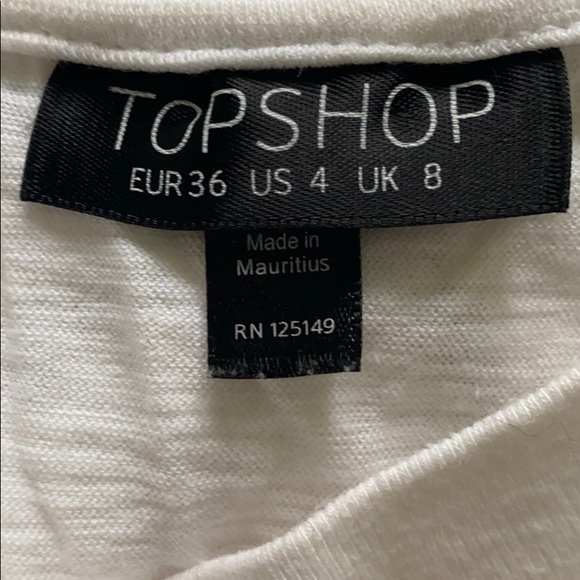 TOPSHOP
EUR 36 US 4 UK 8
Made in
Mauritius
RN 125149